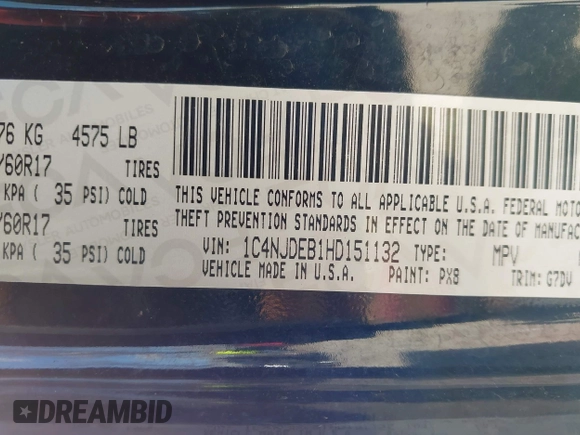 76 KG 4575 LB
/60R17 TIRES
KPA ( 35 PSI) COLD
/60R17 TIRES
KPA ( 35 PSI) COLD
THIS VEHICLE CONFORMS TO ALL APPLICABLE U.S.A. FEDERAL MOTO
THEFT PREVENTION STANDARDS IN EFFECT ON THE DATE OF MANUFAC
VIN: 1C4NJDEB1HD151132 TYPE: MPV
VEHICLE MADE IN U.S.A. PAINT: PX8 TRIM: G7DV
DREAMBID